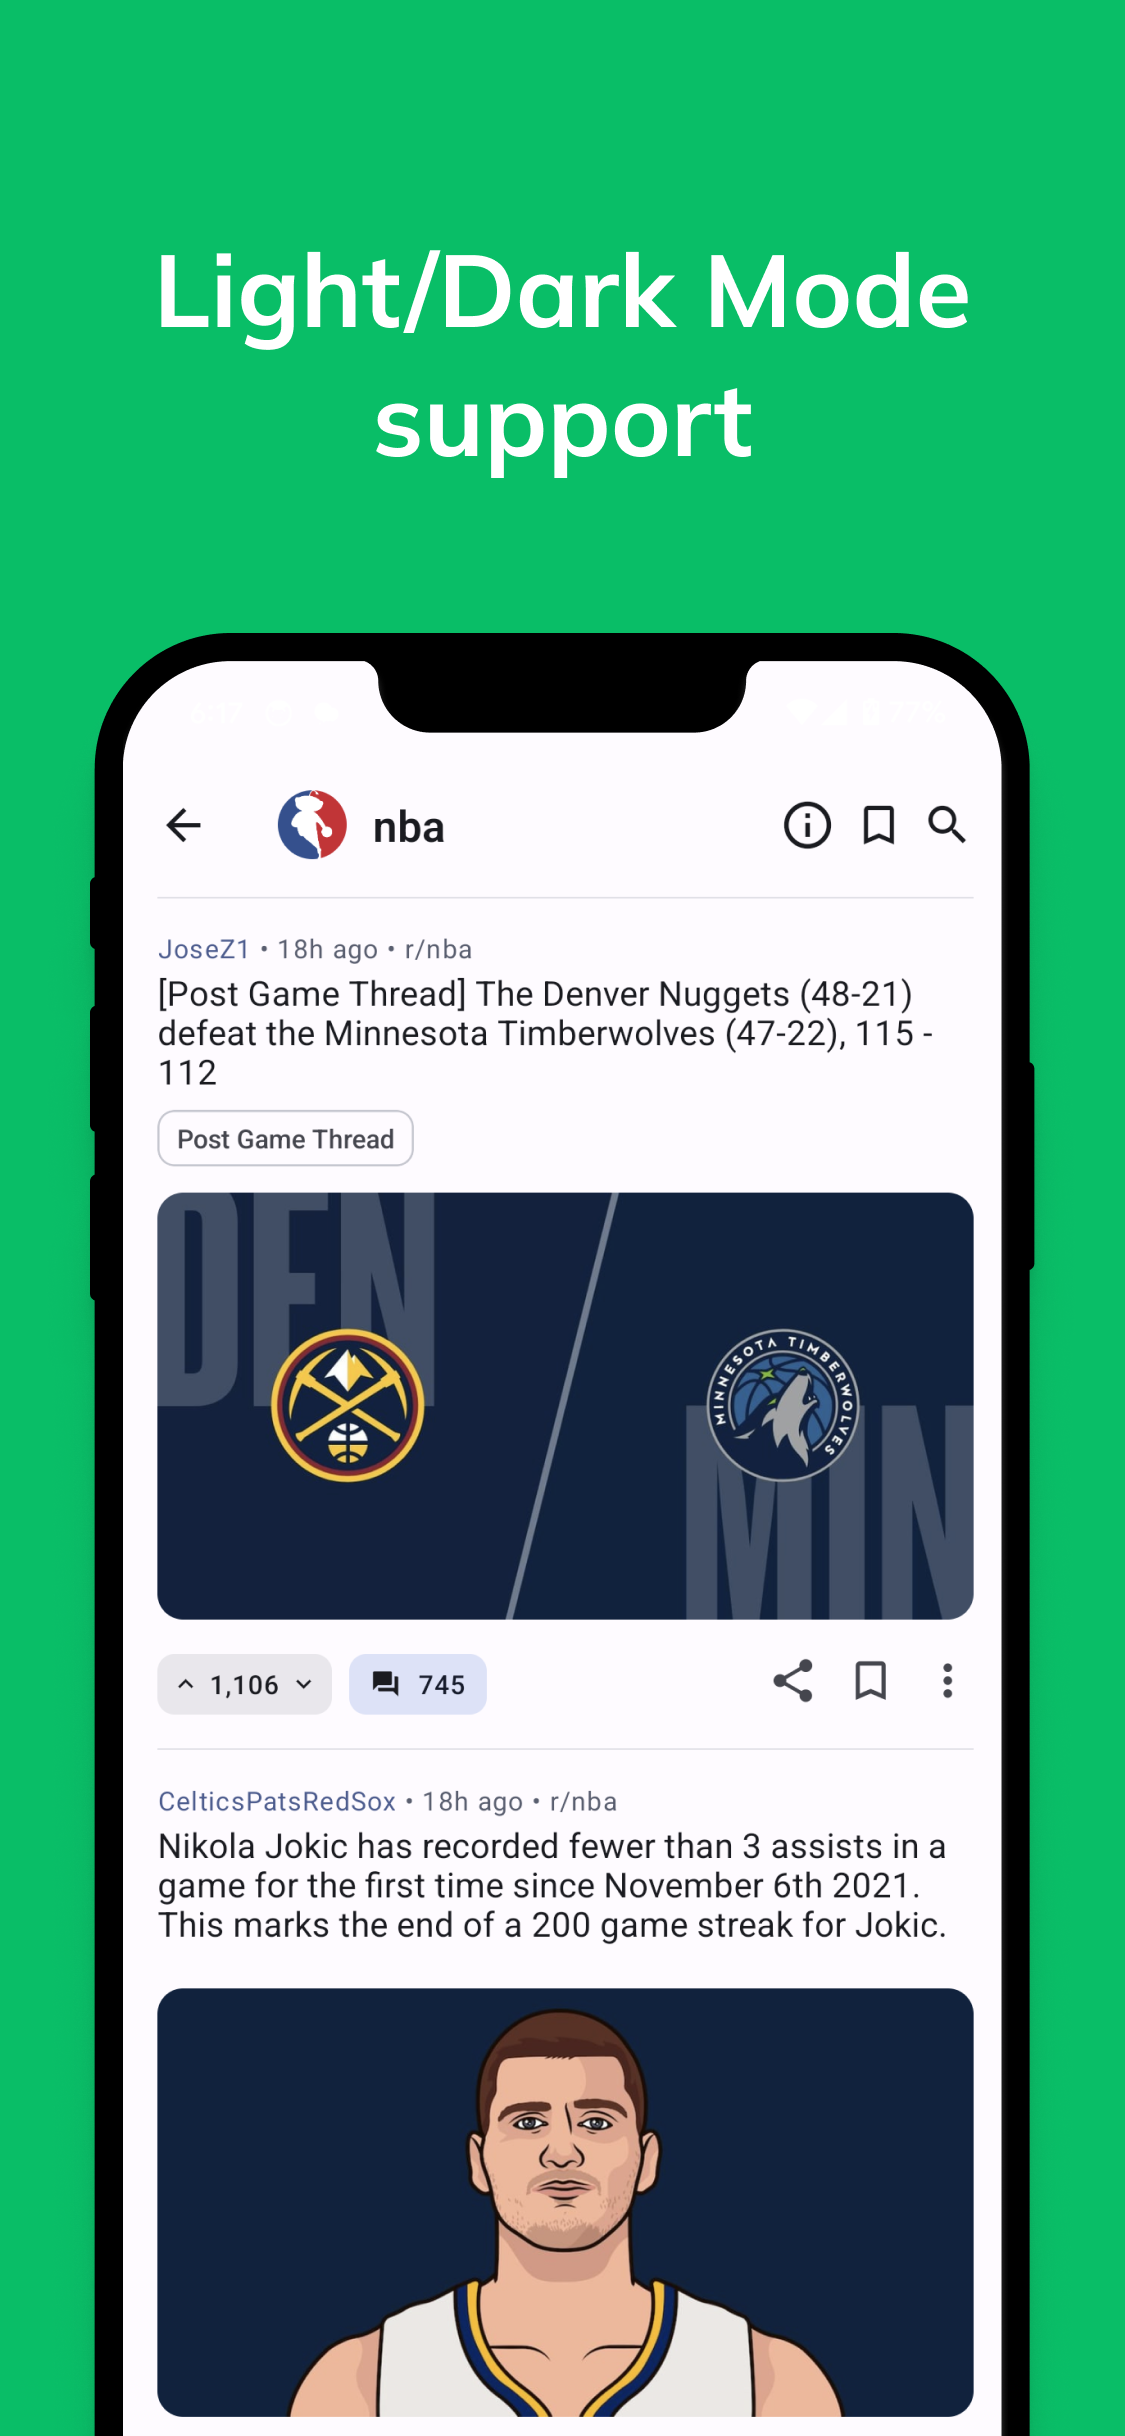 Light/Dark Mode
support
6:17
77%
nba
JoseZ1 • 18h ago • r/nba
[Post Game Thread] The Denver Nuggets (48-21)
defeat the Minnesota Timberwolves (47-22), 115 -
112
Post Game Thread
DEN
MINNESOTA TIMBERWOLVES
MIN
1,106
745
CelticsPatsRedSox • 18h ago • r/nba
Nikola Jokic has recorded fewer than 3 assists in a
game for the first time since November 6th 2021.
This marks the end of a 200 game streak for Jokic.